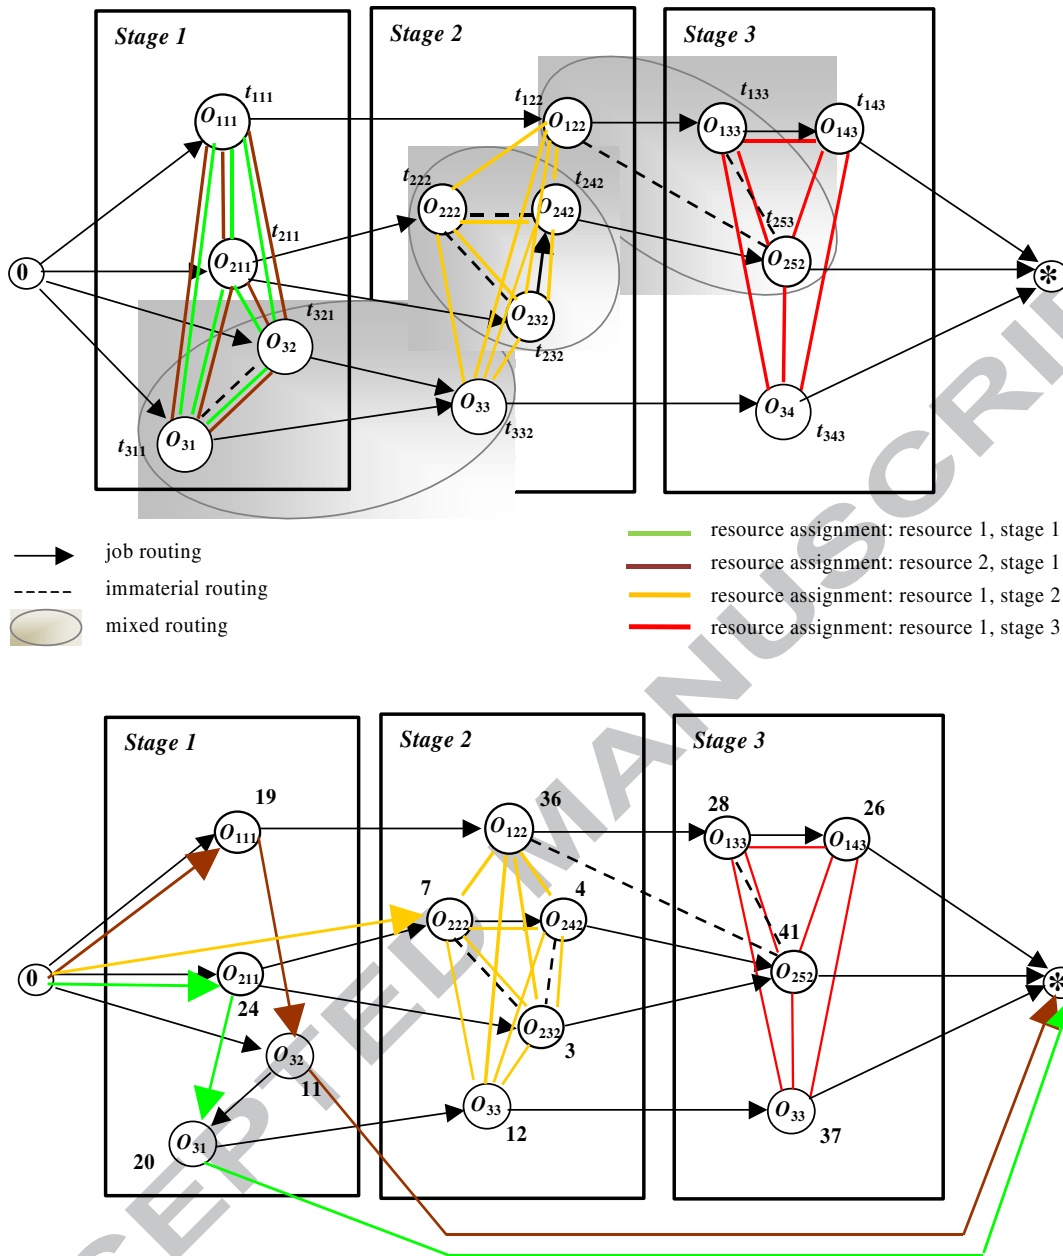 Stage 1
Stage 2
Stage 3
t111
O111
t122
O122
t133
O133
t143
O143
t222
O222
t242
O242
t211
O211
t253
O252
0
*
t321
O32
O232
t232
O31
t311
O33
t332
O34
t343
job routing
immaterial routing
mixed routing
resource assignment: resource 1, stage 1
resource assignment: resource 2, stage 1
resource assignment: resource 1, stage 2
resource assignment: resource 1, stage 3
Stage 1
Stage 2
Stage 3
19
O111
36
O122
28
O133
26
O143
7
O222
4
O242
41
O252
0
O211
24
*
O232
3
O32
11
O31
20
O33
12
O33
37
CEPTED MANUSCRIP